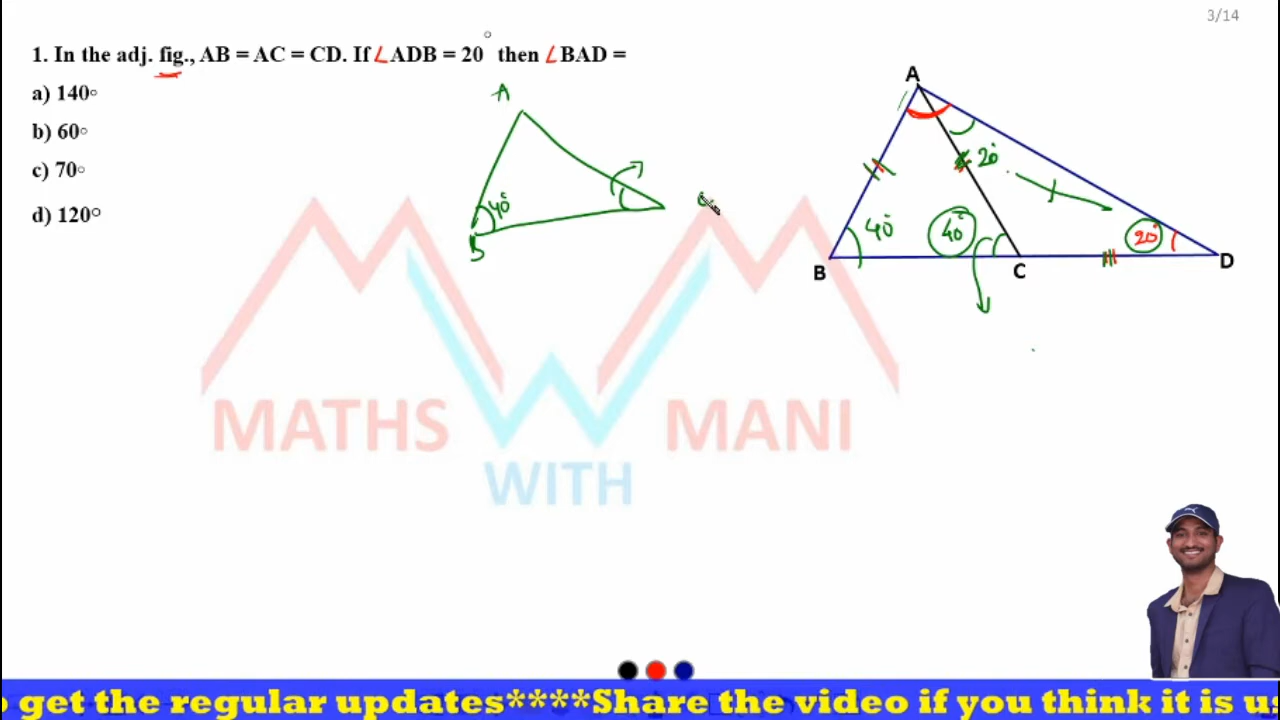 3/14
1. In the adj. fig., AB = AC = CD. If ∠ADB = 20° then ∠BAD =
a) 140°
b) 60°
c) 70°
d) 120°
A
40°
B
A
20°
40°
40°
20°
B
C
D
MATHS
WITH
MANI
get the regular updates****Share the video if you think it is